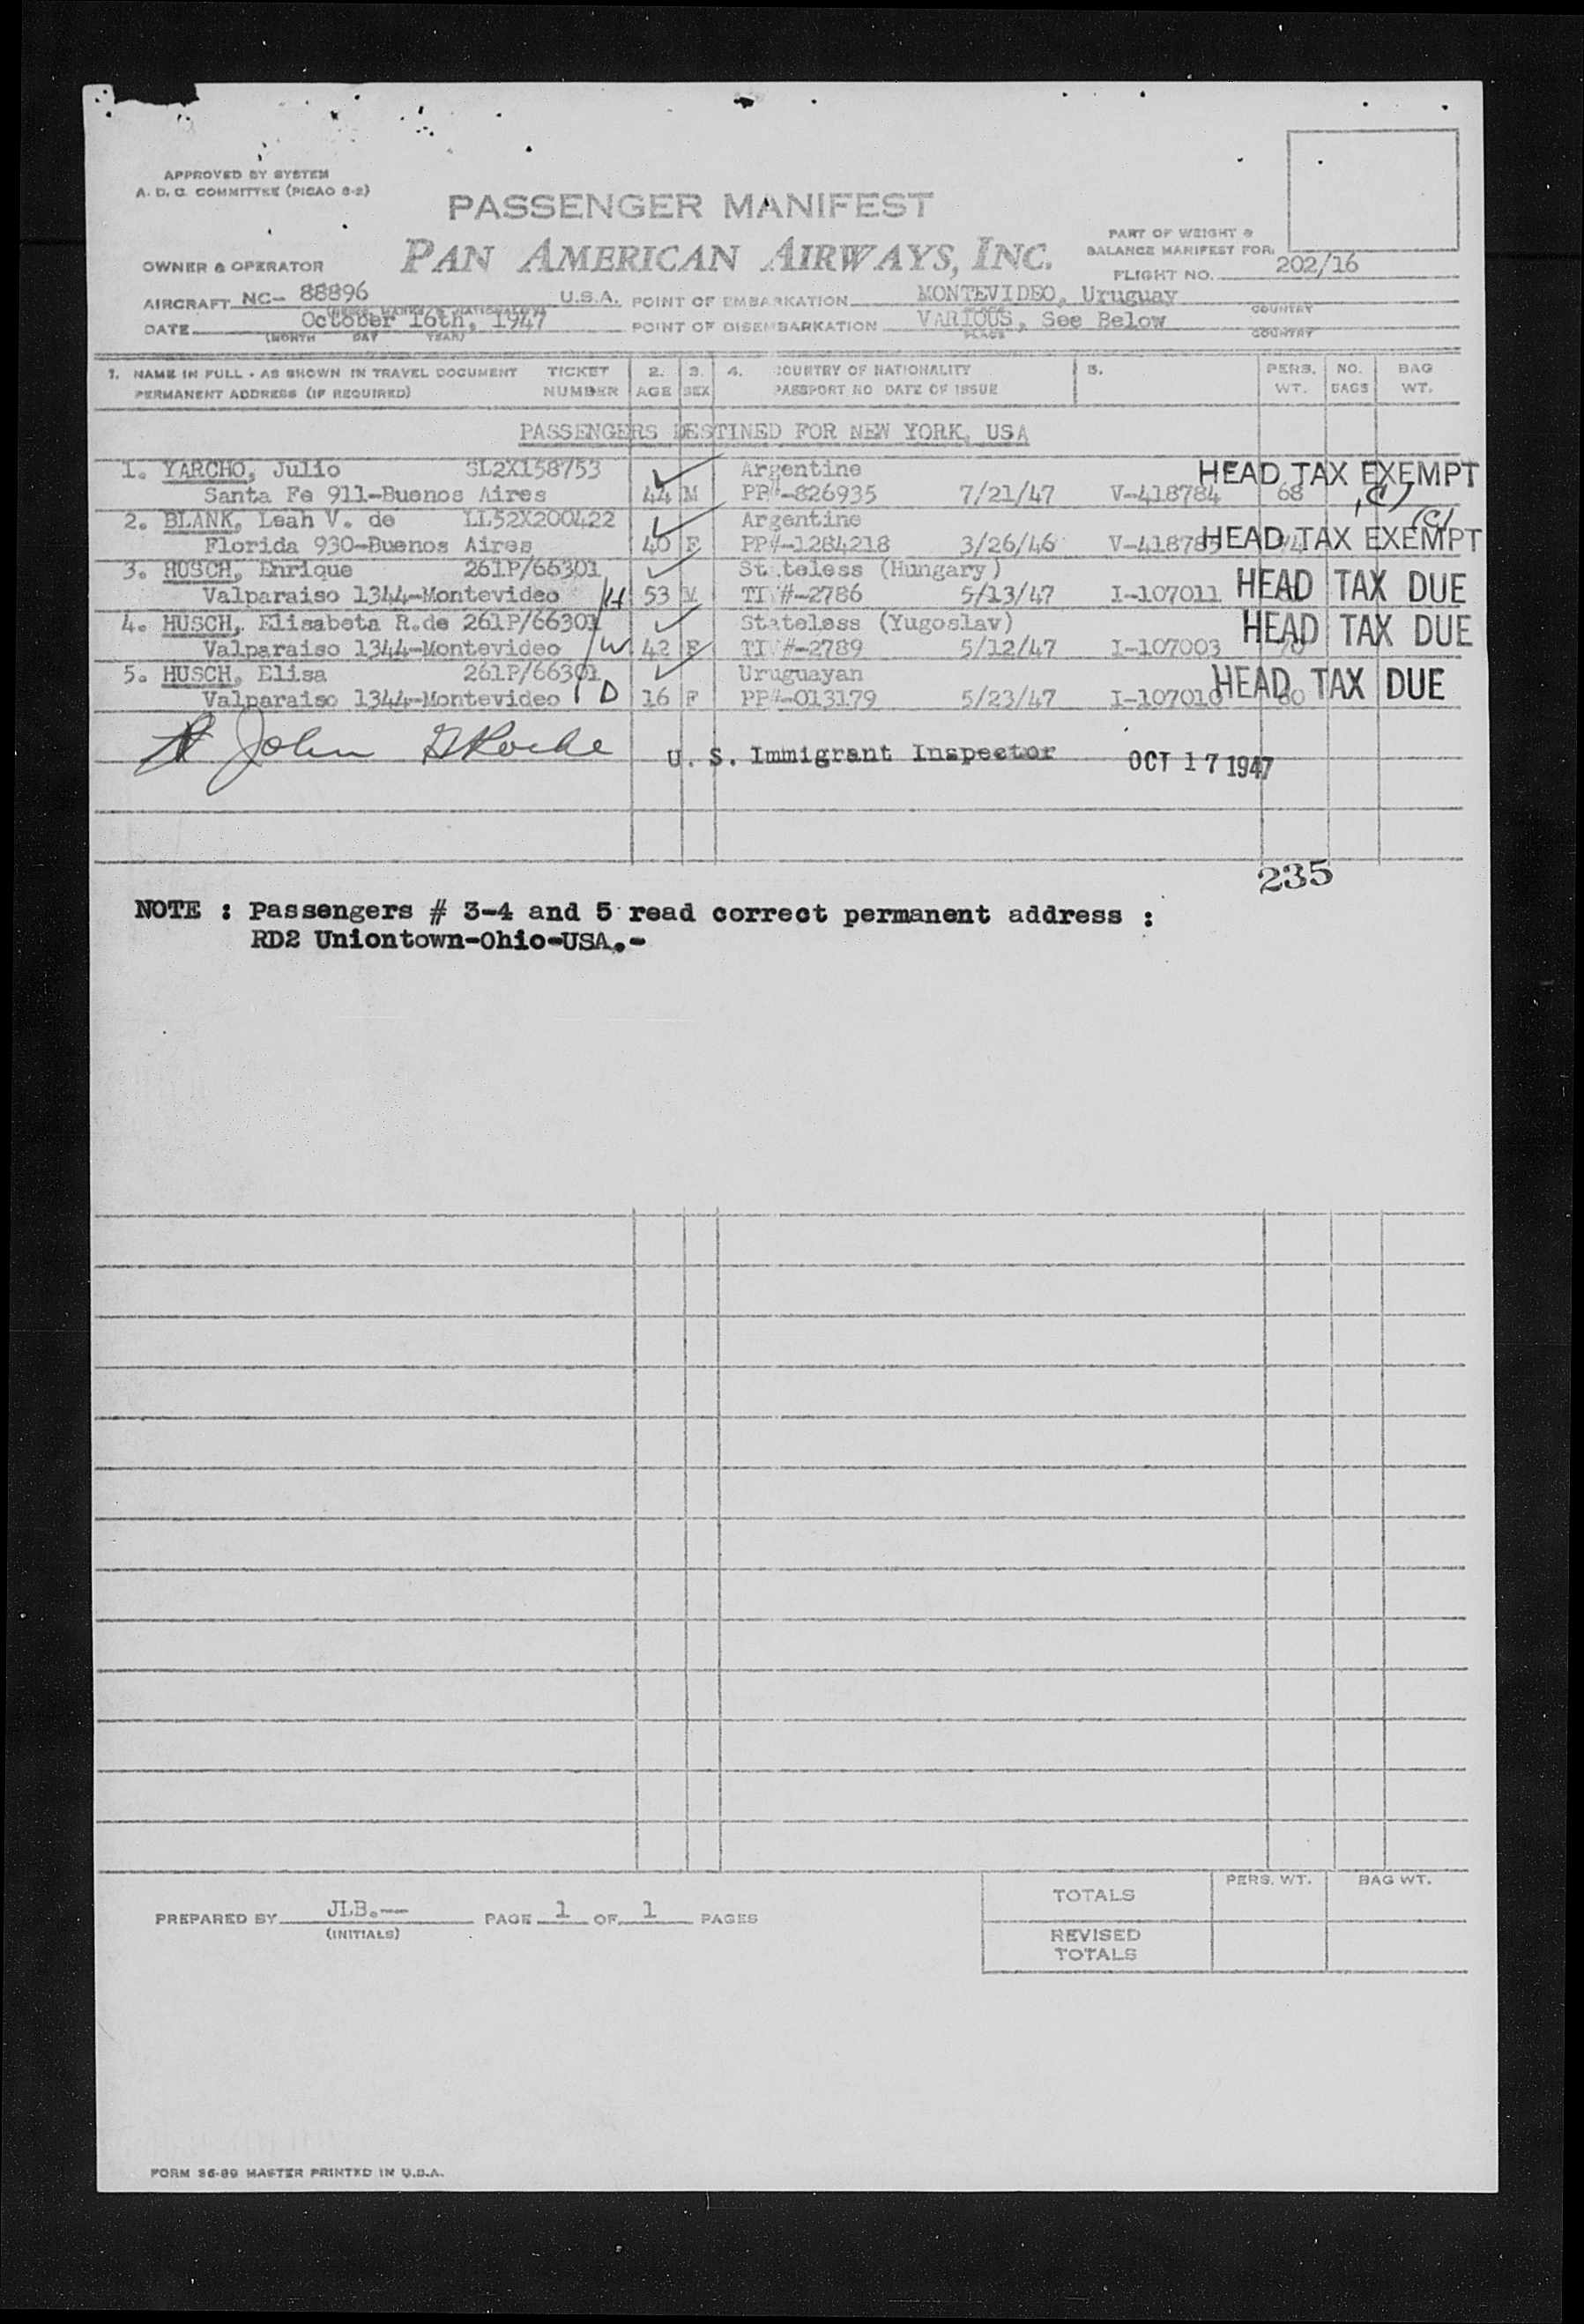 APPROVED BY SYSTEM
A. D. C. COMMITTEE (PICAO 8-2)
PASSENGER MANIFEST
PAN AMERICAN AIRWAYS, INC.
OWNER & OPERATOR
PART OF WEIGHT &
BALANCE MANIFEST FOR:
FLIGHT NO. 202/16
AIRCRAFT NC- 88896 U.S.A. POINT OF EMBARKATION MONTEVIDEO, Uruguay
COUNTRY
DATE October 16th, 1947 POINT OF DISEMBARKATION VARIOUS, See Below
(MONTH DAY YEAR) PLACE COUNTRY
1. NAME IN FULL - AS SHOWN IN TRAVEL DOCUMENT TICKET 2. 3. 4. COUNTRY OF NATIONALITY 5. PERS. NO. BAG
PERMANENT ADDRESS (IF REQUIRED) NUMBER AGE SEX PASSPORT NO DATE OF ISSUE WT. BAGS WT.
PASSENGERS DESTINED FOR NEW YORK, USA
1. YARCHO, Julio SL2X158753 Argentine HEAD TAX EXEMPT
Santa Fe 911-Buenos Aires 44 M PP#-826935 7/21/47 V-418784 68 (C)
2. BLANK, Leah V. de LL52X200422 Argentine (C)
Florida 930-Buenos Aires 40 F PP#-1284218 3/26/46 HEAD TAX EXEMPT
3. HUSCH, Enrique 261P/66301 Stateless (Hungary)
Valparaiso 1344-Montevideo H 53 M TI #-2786 5/13/47 I-107011 HEAD TAX DUE
4. HUSCH, Elisabeta R.de 261P/66301 Stateless (Yugoslav) HEAD TAX DUE
Valparaiso 1344-Montevideo W 42 F TI #-2789 5/12/47 I-107003
5. HUSCH, Elisa 261P/66301 Uruguayan
Valparaiso 1344-Montevideo D 16 F PP#-013179 5/23/47 I-107010 HEAD TAX DUE
John Roche U. S. Immigrant Inspector OCT 17 1947
235
NOTE : Passengers # 3-4 and 5 read correct permanent address :
RD2 Uniontown-Ohio-USA.-
TOTALS PERS. WT. BAG WT.
PREPARED BY JLB.-- PAGE 1 OF 1 PAGES
(INITIALS)
REVISED
TOTALS
FORM 36-89 MASTER PRINTED IN U.S.A.